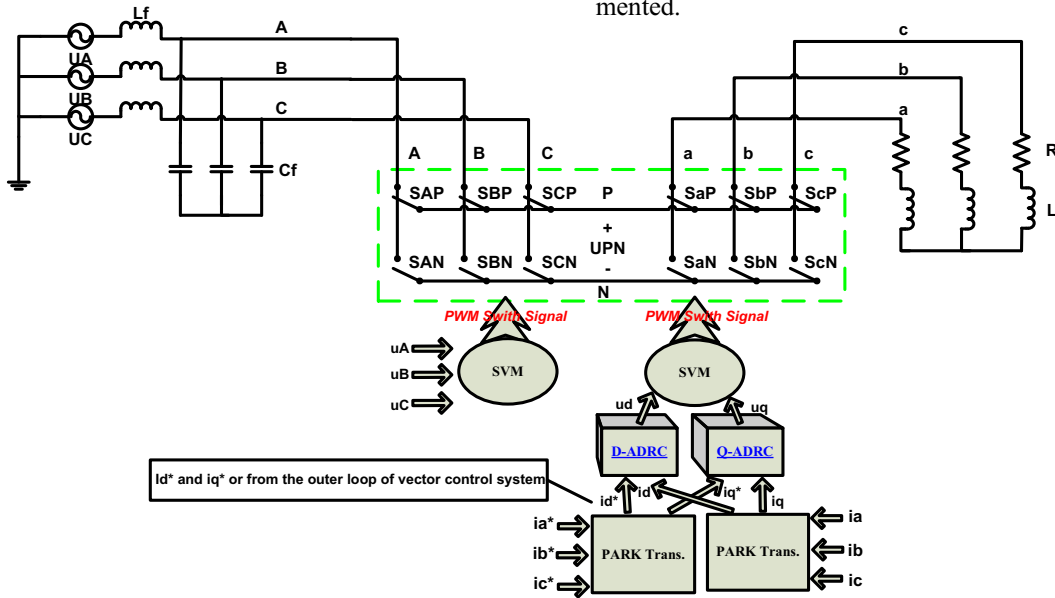 mented.
Lf
A
c
UA
B
b
UB
C
a
UC
Cf
R
A B C a b c
L
SAP SBP SCP P SaP SbP ScP
+
UPN
-
SAN SBN SCN SaN SbN ScN
N
PWM Swith Signal PWM Swith Signal
uA
uB
uC
SVM SVM
ud uq
D-ADRC Q-ADRC
Id* and iq* or from the outer loop of vector control system
id* id iq* iq
ia* ia
ib* PARK Trans. PARK Trans. ib
ic* ic